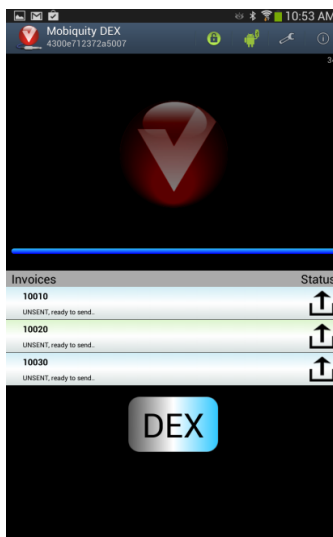 10:53 AM
Mobiquity DEX
4300e712372a5007
Invoices Status
10010
UNSENT, ready to send..
10020
UNSENT, ready to send..
10030
UNSENT, ready to send..
DEX